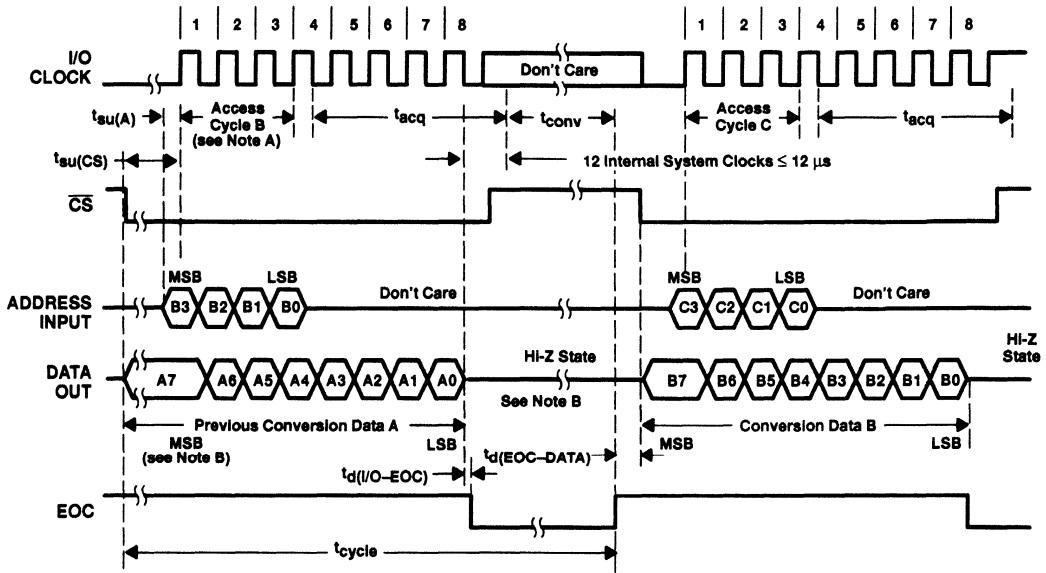 1 2 3 4 5 6 7 8 1 2 3 4 5 6 7 8
I/O
CLOCK
Don't Care
tsu(A)
Access
Cycle B
(see Note A)
tacq
tconv
Access
Cycle C
tacq
tsu(CS)
12 Internal System Clocks ≤ 12 μs
CS
MSB LSB MSB LSB
ADDRESS
INPUT
B3 B2 B1 B0 Don't Care C3 C2 C1 C0 Don't Care
DATA
OUT
A7 A6 A5 A4 A3 A2 A1 A0
Hi-Z State
See Note B
B7 B6 B5 B4 B3 B2 B1 B0
Hi-Z
State
Previous Conversion Data A
Conversion Data B
MSB
(see Note B)
LSB
td(EOC–DATA)
MSB
LSB
td(I/O–EOC)
EOC
tcycle